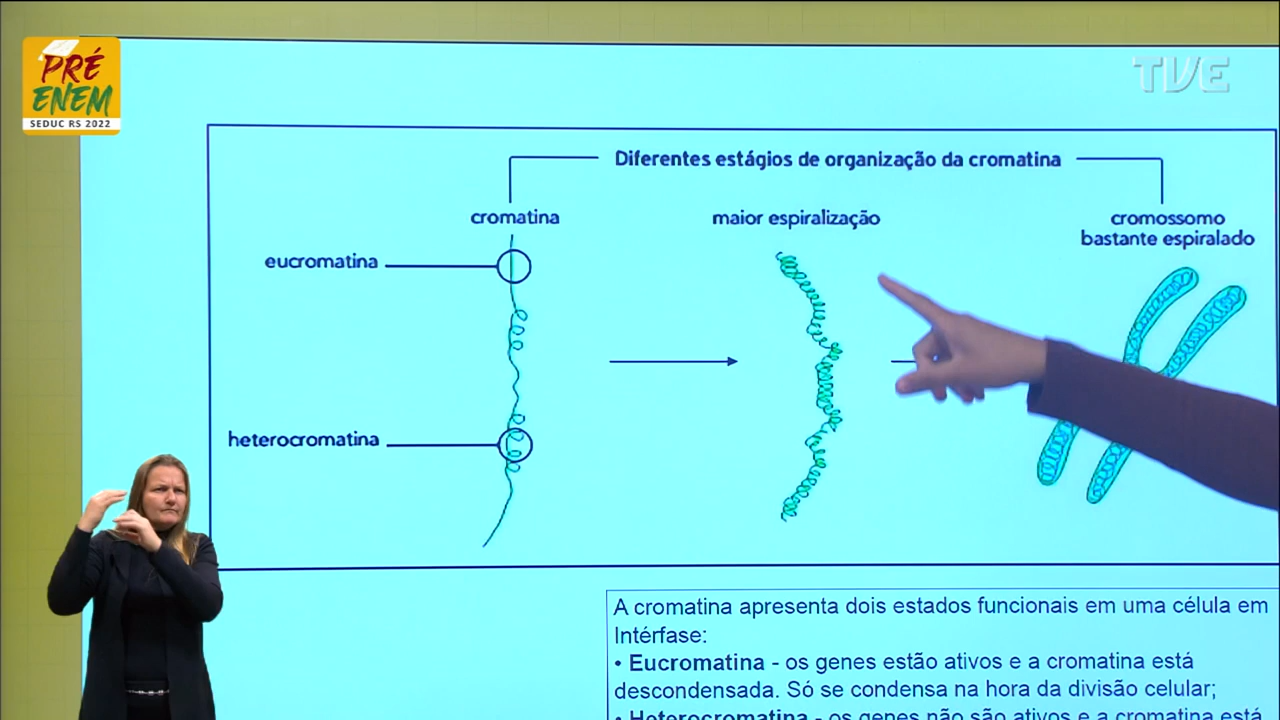 PRÉ
ENEM
SEDUC RS 2022
TVE
Diferentes estágios de organização da cromatina
cromatina
maior espiralização
cromossomo
bastante espiralado
eucromatina
heterocromatina
A cromatina apresenta dois estados funcionais em uma célula em
Intérfase:
• Eucromatina - os genes estão ativos e a cromatina está
descondensada. Só se condensa na hora da divisão celular;
• Heterocromatina - os genes não são ativos e a cromatina está